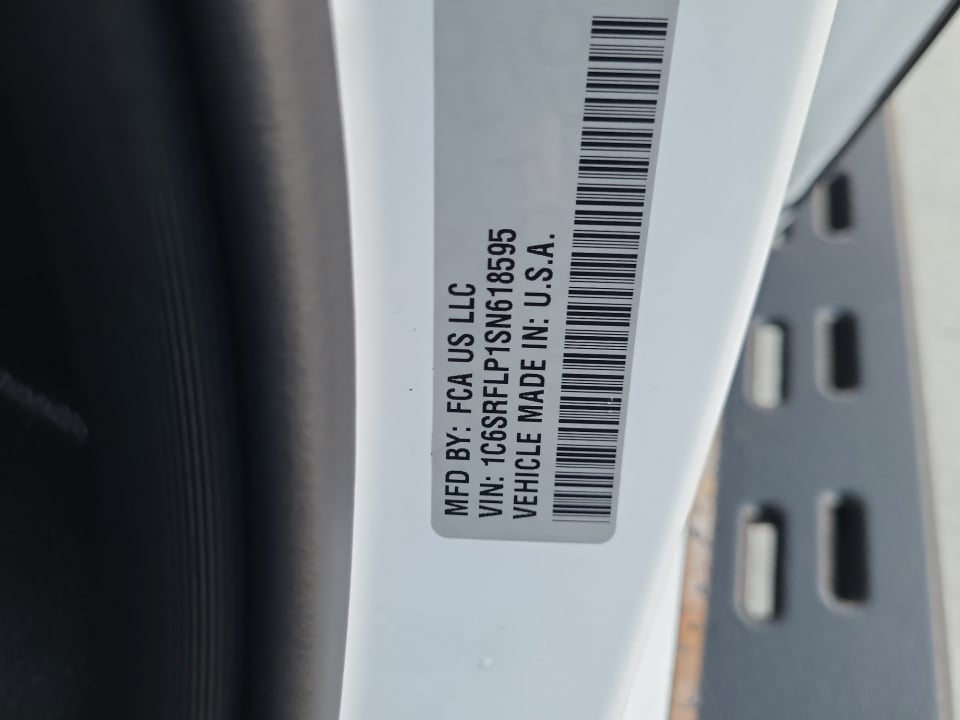 MFD BY: FCA US LLC
VIN: 1C6SRFLP1SN618595
VEHICLE MADE IN: U.S.A.